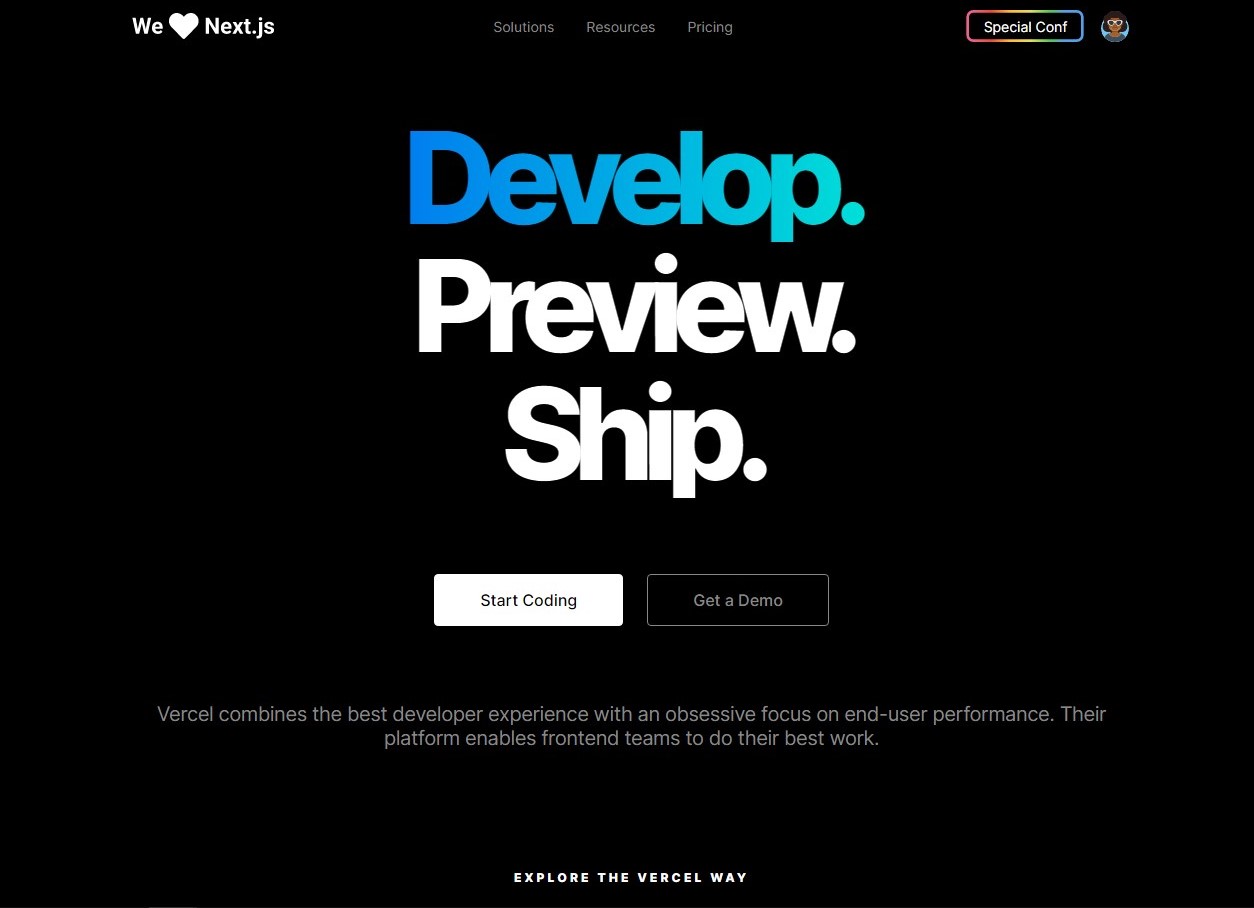 We Next.js
Solutions
Resources
Pricing
Special Conf
Develop.
Preview.
Ship.
Start Coding
Get a Demo
Vercel combines the best developer experience with an obsessive focus on end-user performance. Their
platform enables frontend teams to do their best work.
EXPLORE THE VERCEL WAY